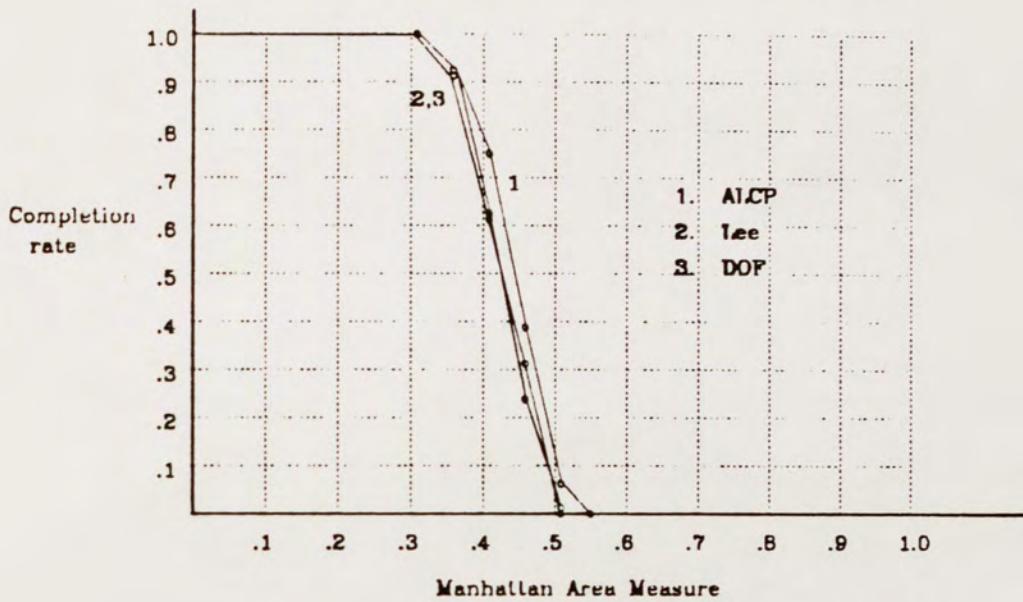 1.0
.9
.8
.7
.6
.5
.4
.3
.2
.1
Completion
rate
2,3
1
1. ALCP
2. Lee
3. DOF
.1 .2 .3 .4 .5 .6 .7 .8 .9 1.0
Manhattan Area Measure